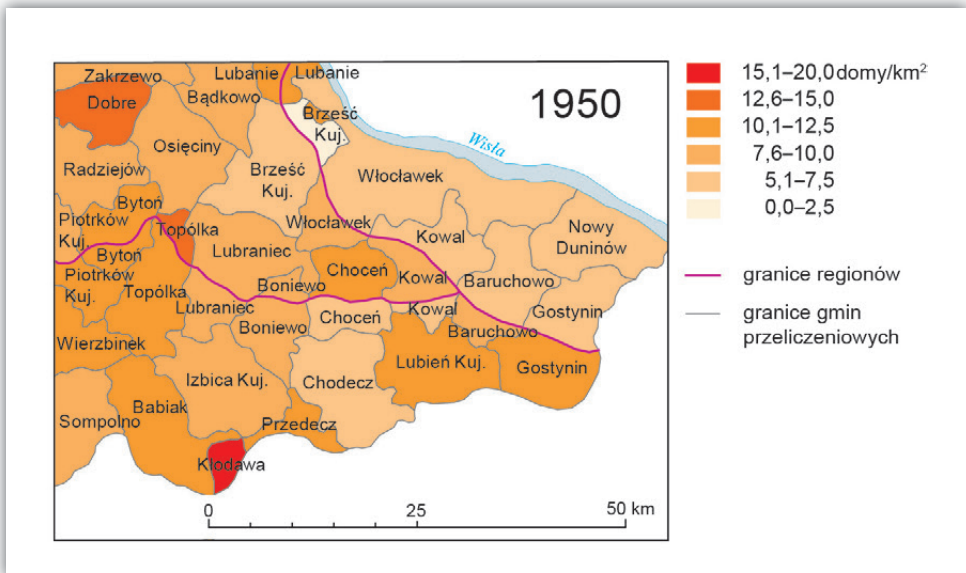 Zakrzewo
Lubanie
Lubanie
Dobre
Bądkowo
1950
Brześć
Kuj.
Osięciny
Wisła
Radziejów
Brześć
Kuj.
Włocławek
Bytoń
Piotrków
Kuj.
Topólka
Włocławek
Kowal
Nowy
Duninów
Bytoń
Lubraniec
Piotrków
Kuj.
Topólka
Boniewo
Choceń
Kowal
Baruchowo
Lubraniec
Choceń
Kowal
Gostynin
Boniewo
Baruchowo
Wierzbinek
Lubień Kuj.
Gostynin
Izbica Kuj.
Chodecz
Babiak
Sompolno
Przedecz
Kłodawa
0
25
50 km
15,1–20,0 domy/km²
12,6–15,0
10,1–12,5
7,6–10,0
5,1–7,5
0,0–2,5
granice regionów
granice gmin
przeliczeniowych